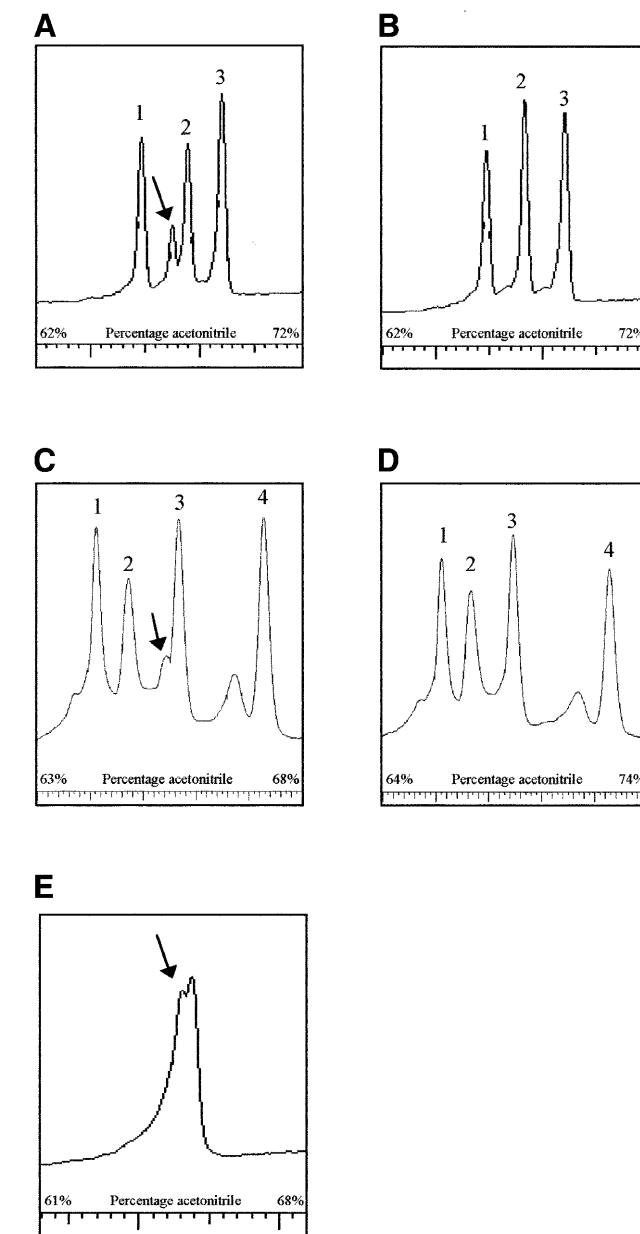 A
B
1
2
3
1
2
3
62% Percentage acetonitrile 72%
62% Percentage acetonitrile 72%
C
D
1
2
3
4
1
2
3
4
63% Percentage acetonitrile 68%
64% Percentage acetonitrile 74%
E
61% Percentage acetonitrile 68%